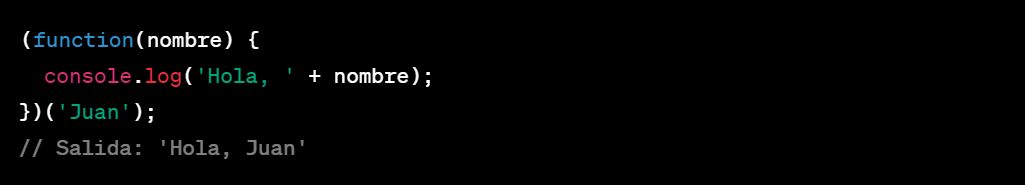 (function(nombre) {
  console.log('Hola, ' + nombre);
})('Juan');
// Salida: 'Hola, Juan'